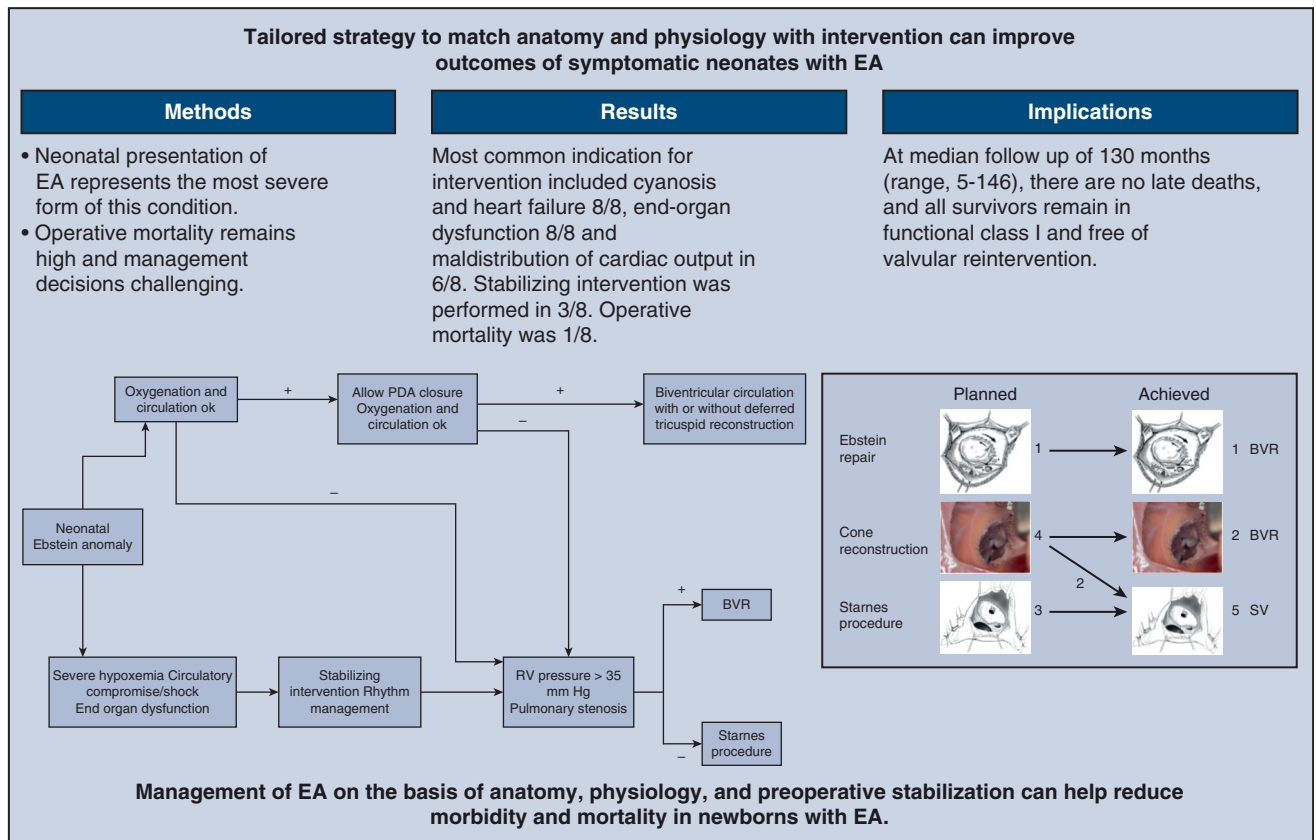 Tailored strategy to match anatomy and physiology with intervention can improve
outcomes of symptomatic neonates with EA
Methods
• Neonatal presentation of
EA represents the most severe
form of this condition.
• Operative mortality remains
high and management
decisions challenging.
Results
Most common indication for
intervention included cyanosis
and heart failure 8/8, end-organ
dysfunction 8/8 and
maldistribution of cardiac output in
6/8. Stabilizing intervention was
performed in 3/8. Operative
mortality was 1/8.
Implications
At median follow up of 130 months
(range, 5-146), there are no late deaths,
and all survivors remain in
functional class I and free of
valvular reintervention.
Oxygenation and
circulation ok
+
Allow PDA closure
Oxygenation and
circulation ok
+
–
Biventricular circulation
with or without deferred
tricuspid reconstruction
–
Neonatal
Ebstein anomaly
Severe hypoxemia Circulatory
compromise/shock
End organ dysfunction
Stabilizing
intervention Rhythm
management
RV pressure > 35
mm Hg
Pulmonary stenosis
+
BVR
–
Starnes
procedure
Planned
Achieved
Ebstein
repair
1
1 BVR
Cone
reconstruction
4
2 BVR
2
Starnes
procedure
3
5 SV
Management of EA on the basis of anatomy, physiology, and preoperative stabilization can help reduce
morbidity and mortality in newborns with EA.